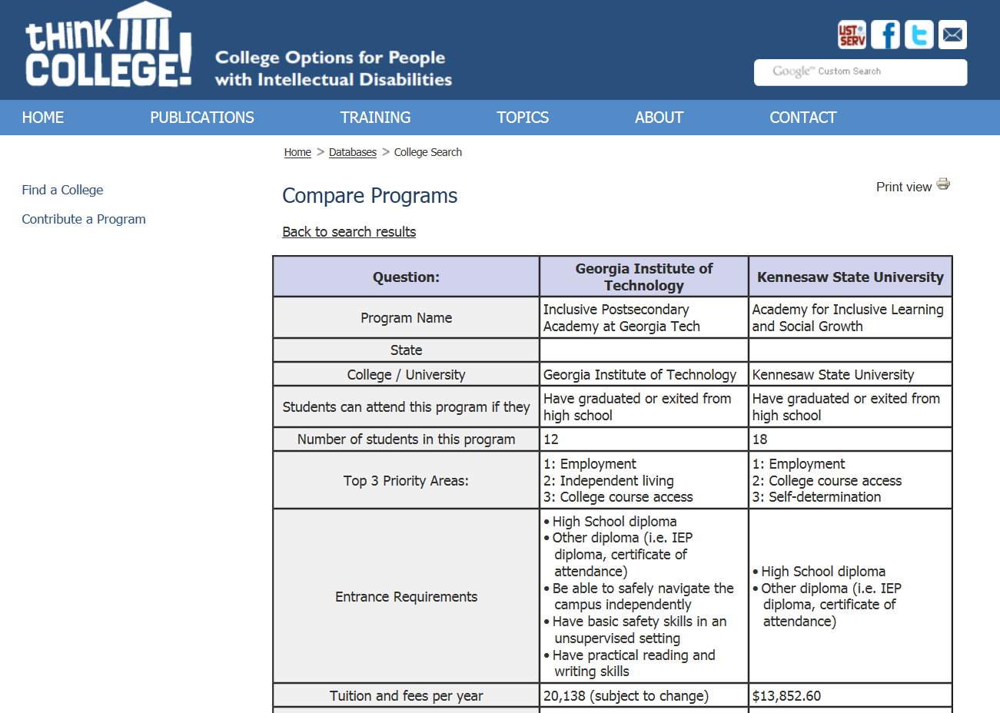 THINK
COLLEGE!
College Options for People
with Intellectual Disabilities
LIST
SERV
Google™ Custom Search
HOME PUBLICATIONS TRAINING TOPICS ABOUT CONTACT
Home > Databases > College Search
Find a College
Contribute a Program
Compare Programs
Print view
Back to search results
Question:
Georgia Institute of
Technology
Kennesaw State University
Program Name
Inclusive Postsecondary
Academy at Georgia Tech
Academy for Inclusive Learning
and Social Growth
State
College / University
Georgia Institute of Technology
Kennesaw State University
Students can attend this program if they
Have graduated or exited from
high school
Have graduated or exited from
high school
Number of students in this program
12
18
Top 3 Priority Areas:
1: Employment
2: Independent living
3: College course access
1: Employment
2: College course access
3: Self-determination
Entrance Requirements
• High School diploma
• Other diploma (i.e. IEP
diploma, certificate of
attendance)
• Be able to safely navigate the
campus independently
• Have basic safety skills in an
unsupervised setting
• Have practical reading and
writing skills
• High School diploma
• Other diploma (i.e. IEP
diploma, certificate of
attendance)
Tuition and fees per year
20,138 (subject to change)
$13,852.60